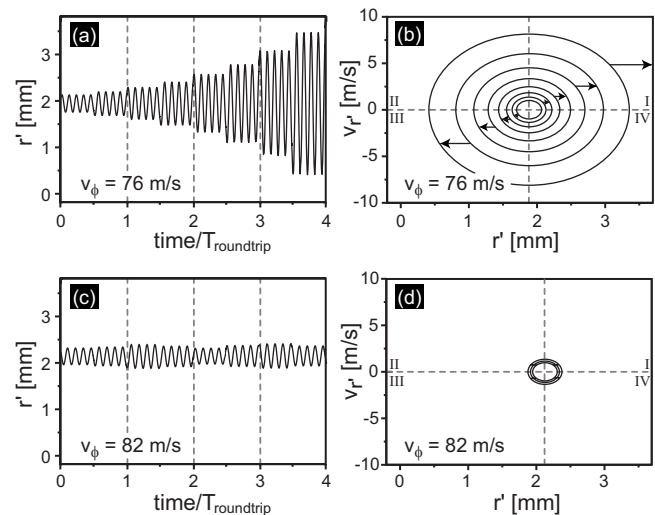 (a)
r' [mm]
3
2
1
0
v_ϕ = 76 m/s
0 1 2 3 4
time/T_roundtrip
(b)
v_r' [m/s]
10
5
0
-5
-10
II
I
III
IV
v_ϕ = 76 m/s
0 1 2 3
r' [mm]
(c)
r' [mm]
3
2
1
0
v_ϕ = 82 m/s
0 1 2 3 4
time/T_roundtrip
(d)
v_r' [m/s]
10
5
0
-5
-10
II
I
III
IV
v_ϕ = 82 m/s
0 1 2 3
r' [mm]